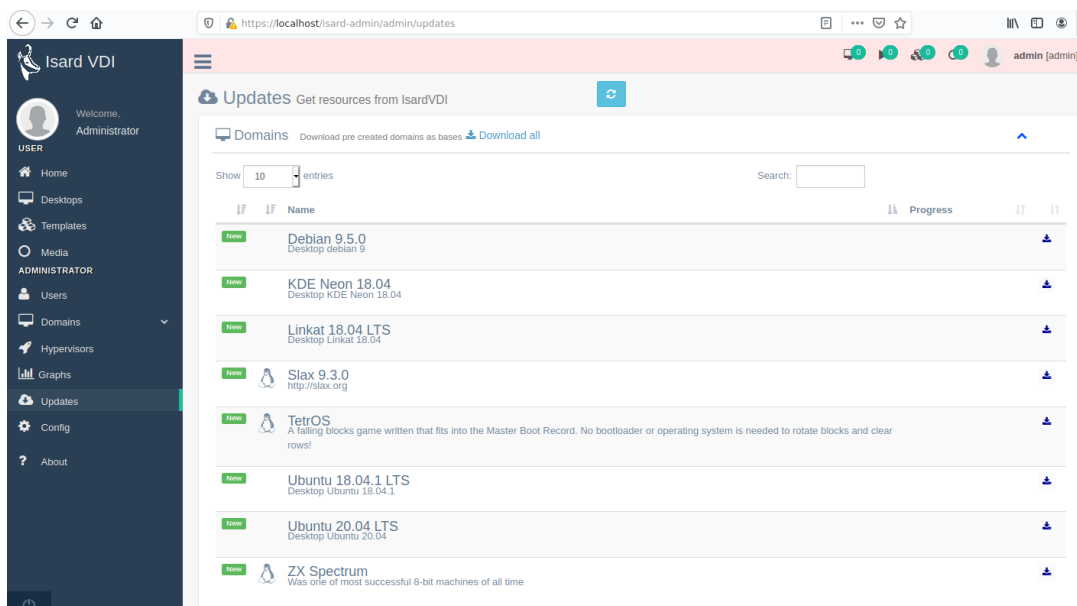 https://localhost/isard-admin/admin/updates
Isard VDI
0 0 0 0 admin [admin]
Welcome,
Administrator
USER
Home
Desktops
Templates
Media
ADMINISTRATOR
Users
Domains
Hypervisors
Graphs
Updates
Config
? About
Updates Get resources from IsardVDI
Domains Download pre created domains as bases Download all
Show 10 entries Search:
Name Progress
New Debian 9.5.0
Desktop debian 9
New KDE Neon 18.04
Desktop KDE Neon 18.04
New Linkat 18.04 LTS
Desktop Linkat 18.04
New Slax 9.3.0
http://slax.org
New TetrOS
A falling blocks game written that fits into the Master Boot Record. No bootloader or operating system is needed to rotate blocks and clear
rows!
New Ubuntu 18.04.1 LTS
Desktop Ubuntu 18.04.1
New Ubuntu 20.04 LTS
Desktop Ubuntu 20.04
New ZX Spectrum
Was one of most successful 8-bit machines of all time